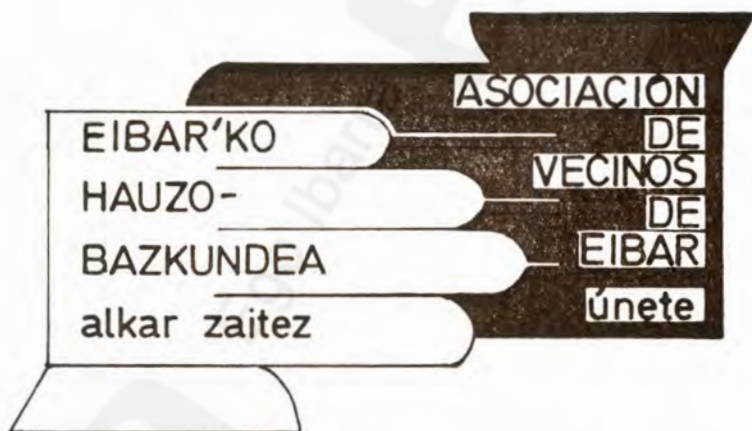 EIBAR'KO
HAUZO-
BAZKUNDEA
alkar zaitez
ASOCIACION
DE
VECINOS
DE
EIBAR
únete